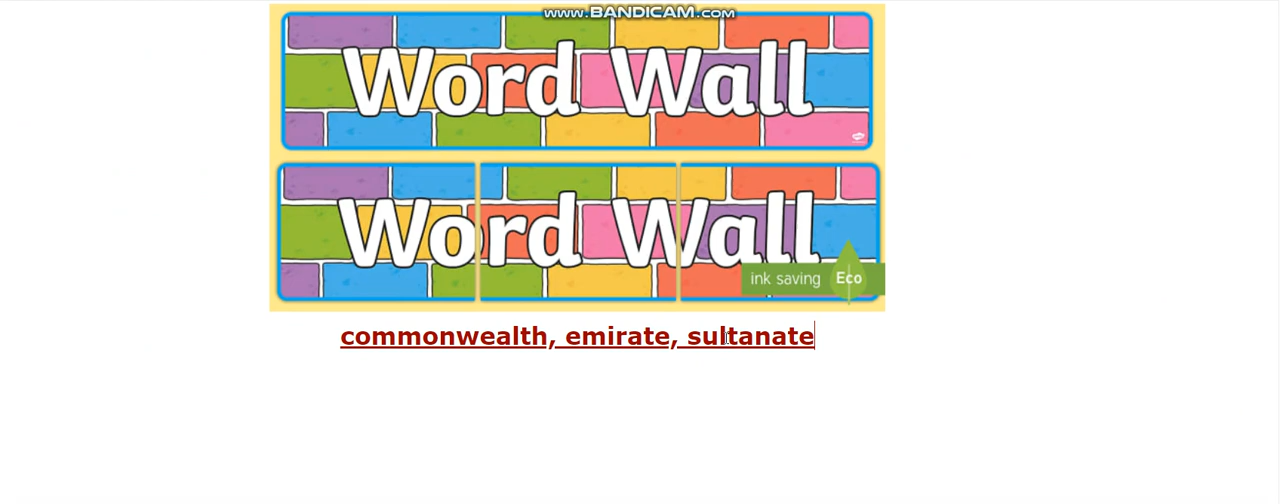 www.BANDICAM.com
Word Wall
Word Wall
ink saving Eco
commonwealth, emirate, sultanate